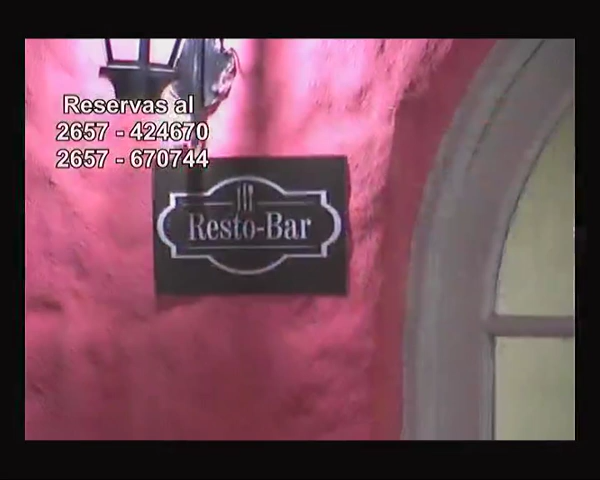 Reservas al
2657 - 424670
2657 - 670744
Resto-Bar